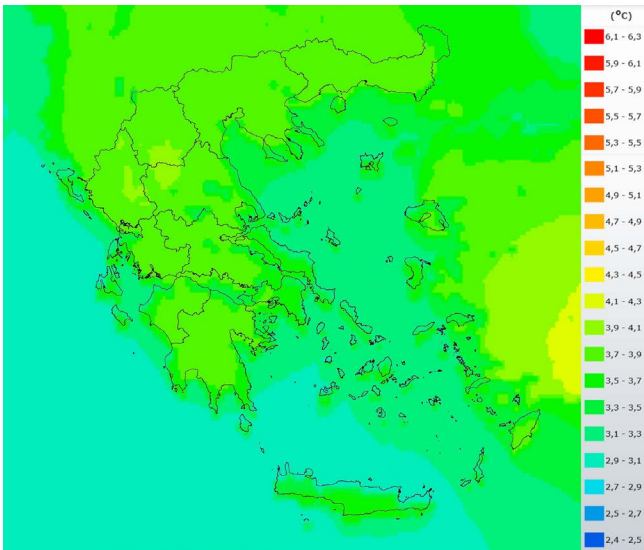 (°C)
6,1 - 6,3
5,9 - 6,1
5,7 - 5,9
5,5 - 5,7
5,3 - 5,5
5,1 - 5,3
4,9 - 5,1
4,7 - 4,9
4,5 - 4,7
4,3 - 4,5
4,1 - 4,3
3,9 - 4,1
3,7 - 3,9
3,5 - 3,7
3,3 - 3,5
3,1 - 3,3
2,9 - 3,1
2,7 - 2,9
2,5 - 2,7
2,4 - 2,5